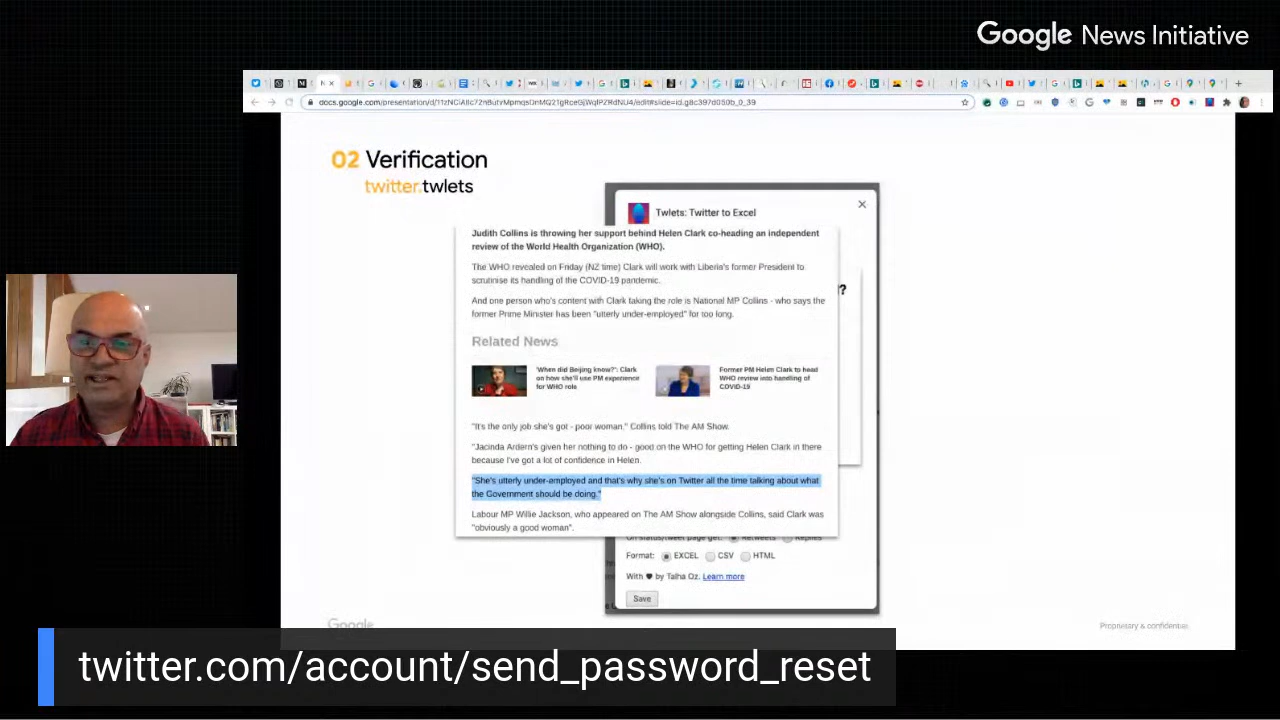 Google News Initiative
02 Verification
twitter.twlets
Twlets: Twitter to Excel
Judith Collins is throwing her support behind Helen Clark co-heading an independent
review of the World Health Organization (WHO).
The WHO revealed on Friday (NZ time) Clark will work with Liberia's former President to
scrutinise its handling of the COVID-19 pandemic.
And one person who's content with Clark taking the role is National MP Collins - who says the
former Prime Minister has been "utterly under-employed" for too long.
?
Related News
'When did Beijing know?': Clark
on how she'll use PM experience
for WHO role
Former PM Helen Clark to head
WHO review into handling of
COVID-19
"It's the only job she's got - poor woman." Collins told The AM Show.
"Jacinda Ardern's given her nothing to do - good on the WHO for getting Helen Clark in there
because I've got a lot of confidence in Helen.
"She's utterly under-employed and that's why she's on Twitter all the time talking about what
the Government should be doing."
Labour MP Willie Jackson, who appeared on The AM Show alongside Collins, said Clark was
"obviously a good woman".
On status/tweet page get: Retweets Replies
Format: EXCEL CSV HTML
With ♥ by Talha Oz. Learn more
Save
Google
Proprietary & confidential
twitter.com/account/send_password_reset